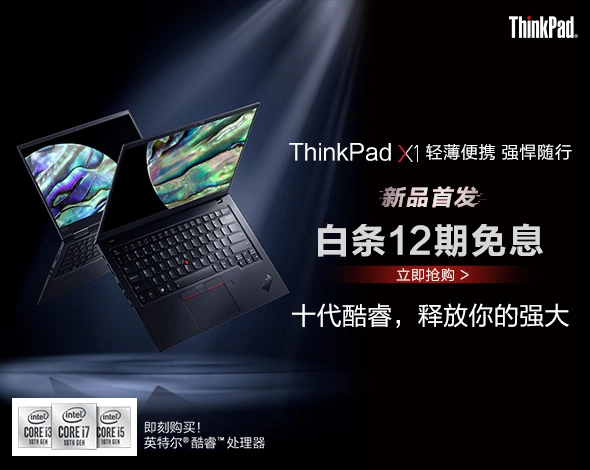 ThinkPad
ThinkPad X1 轻薄便携 强悍随行
新品首发
白条12期免息
立即抢购 >
十代酷睿，释放你的强大
intel CORE i3 10TH GEN
intel CORE i7 10TH GEN
intel CORE i5 10TH GEN
即刻购买！
英特尔® 酷睿™ 处理器